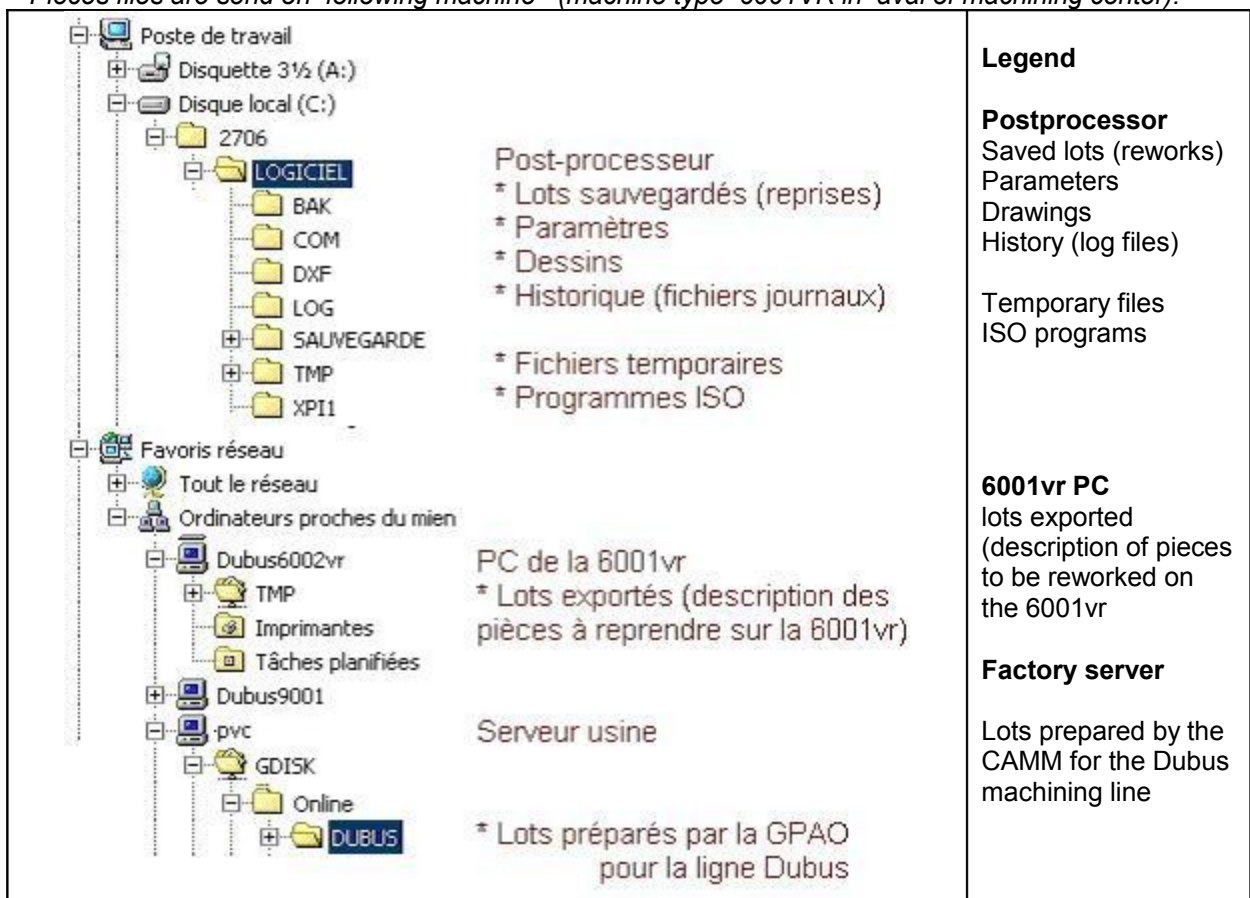 Pieces files are send on following machine (machine type 6001VR in aval of machining center).
Poste de travail
Disquette 3½ (A:)
Disque local (C:)
2706
LOGICIEL
BAK
COM
DXF
LOG
SAUVEGARDE
TMP
XPI1
Post-processeur
* Lots sauvegardés (reprises)
* Paramètres
* Dessins
* Historique (fichiers journaux)
* Fichiers temporaires
* Programmes ISO
Favoris réseau
Tout le réseau
Ordinateurs proches du mien
Dubus6002vr
TMP
Imprimantes
Tâches planifiées
PC de la 6001vr
* Lots exportés (description des
pièces à reprendre sur la 6001vr)
Dubus9001
pvc
Serveur usine
GDISK
Online
DUBUS
* Lots préparés par la GPAO
pour la ligne Dubus
Legend
Postprocessor
Saved lots (reworks)
Parameters
Drawings
History (log files)
Temporary files
ISO programs
6001vr PC
lots exported
(description of pieces
to be reworked on
the 6001vr
Factory server
Lots prepared by the
CAMM for the Dubus
machining line